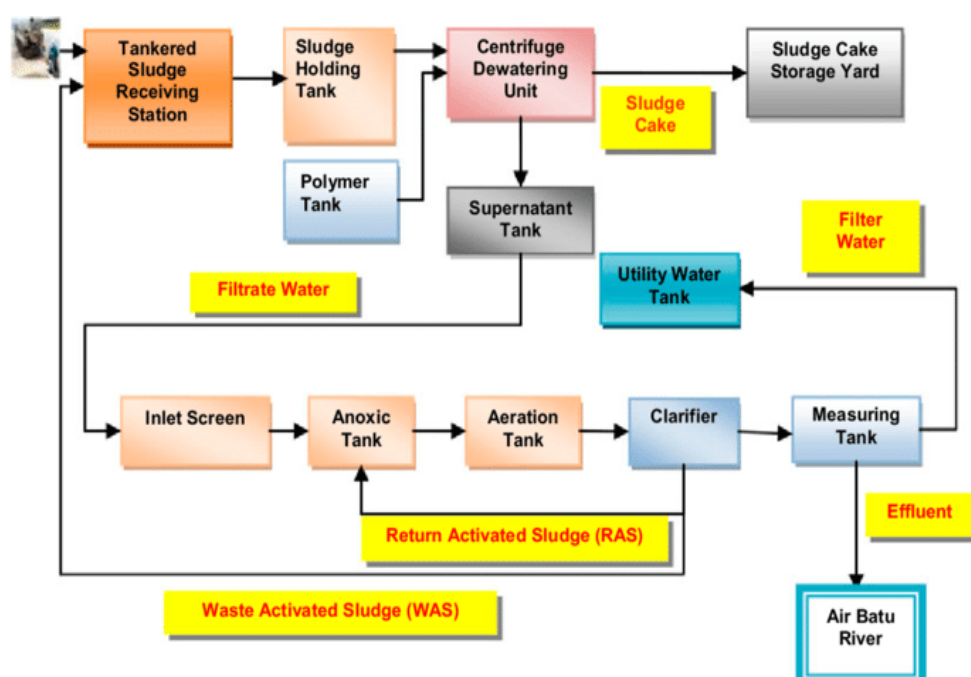 Tankered
Sludge
Receiving
Station
Sludge
Holding
Tank
Centrifuge
Dewatering
Unit
Sludge Cake
Storage Yard
Sludge
Cake
Polymer
Tank
Supernatant
Tank
Filter
Water
Utility Water
Tank
Filtrate Water
Inlet Screen
Anoxic
Tank
Aeration
Tank
Clarifier
Measuring
Tank
Effluent
Return Activated Sludge (RAS)
Waste Activated Sludge (WAS)
Air Batu
River